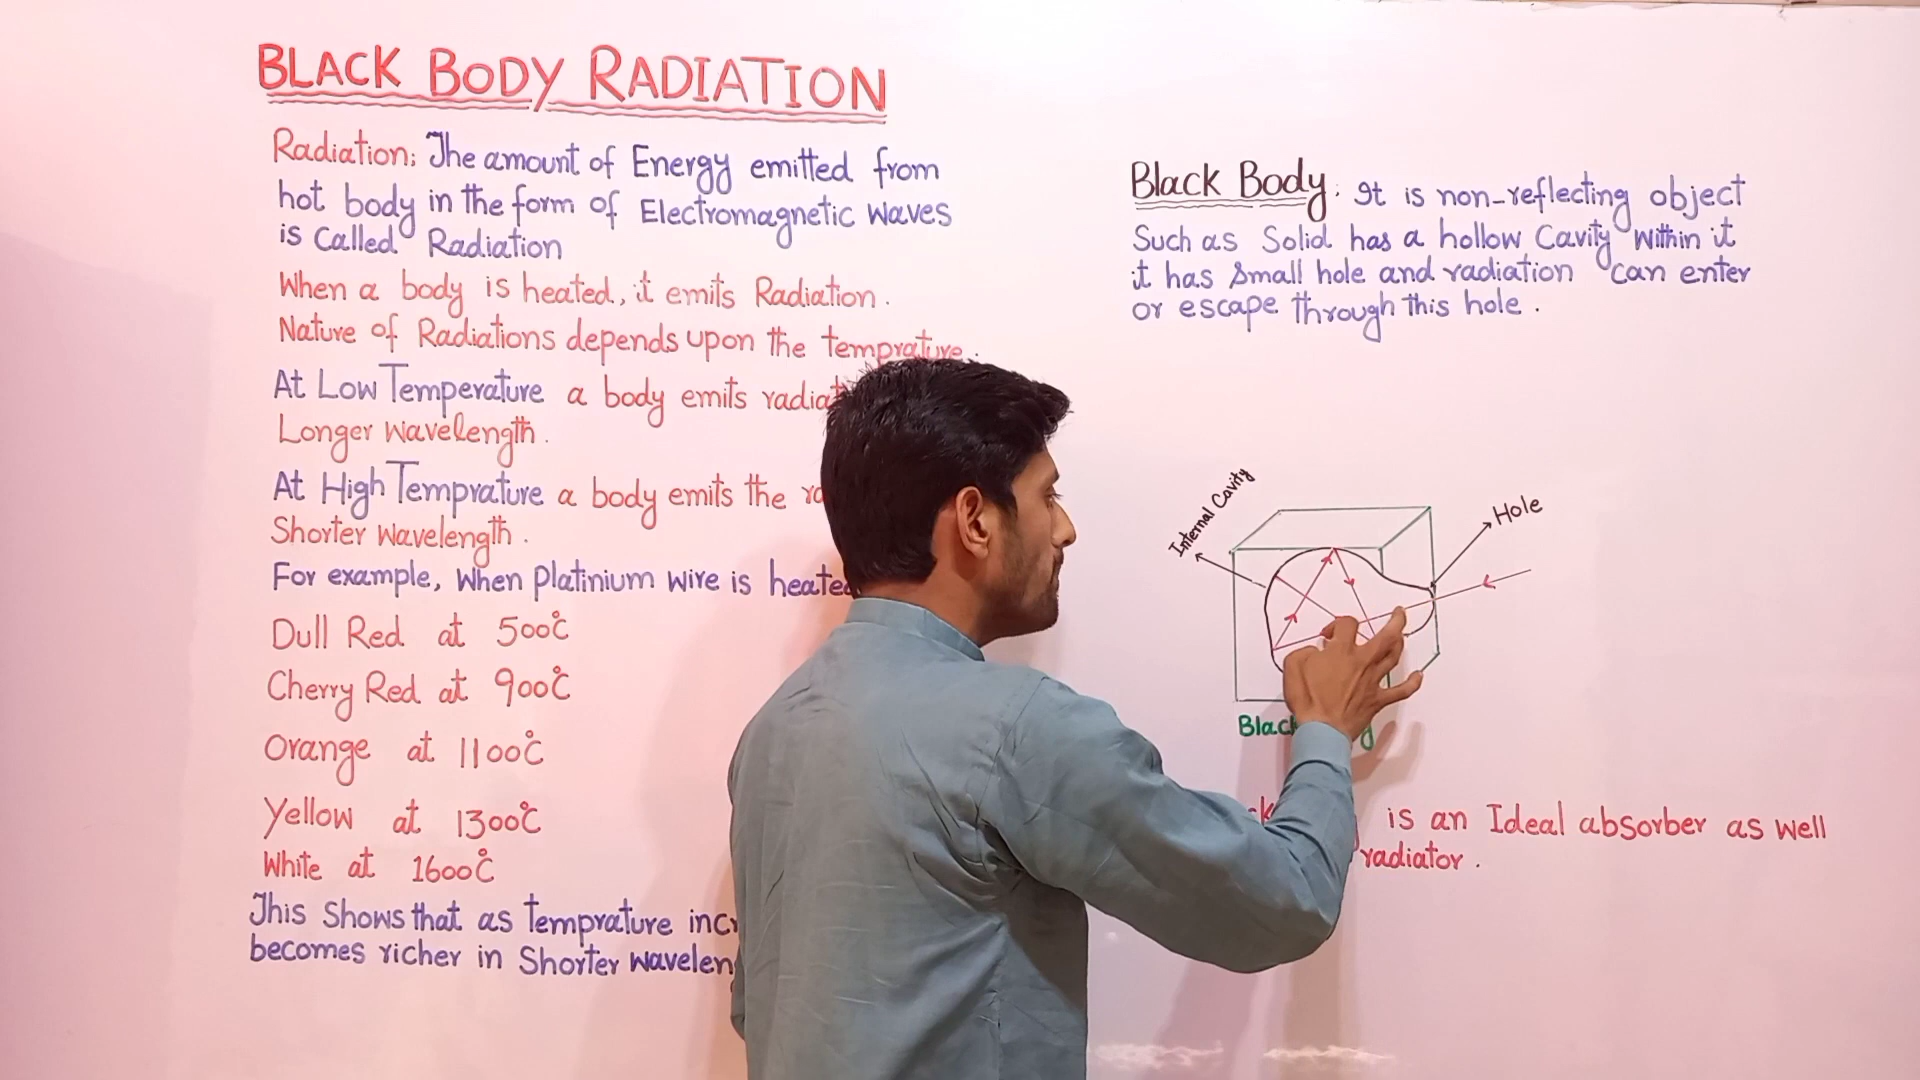 BLACK BODY RADIATION
Radiation: The amount of Energy emitted from
hot body in the form of Electromagnetic waves
is Called Radiation
When a body is heated, it emits Radiation.
Nature of Radiations depends upon the temprature.
At Low Temperature a body emits
Longer wavelength.
At High Temprature a body emits the
Shorter wavelength.
For example, when platinium wire is heated
Dull Red at 500°C
Cherry Red at 900°C
Orange at 1100°C
Yellow at 1300°C
White at 1600°C
This Shows that as temprature
becomes richer in Shorter
Black Body: It is non-reflecting object
Such as Solid has a hollow Cavity within it
it has small hole and radiation can enter
or escape through this hole.
Internal Cavity
Hole
is an Ideal absorber as well
radiator.